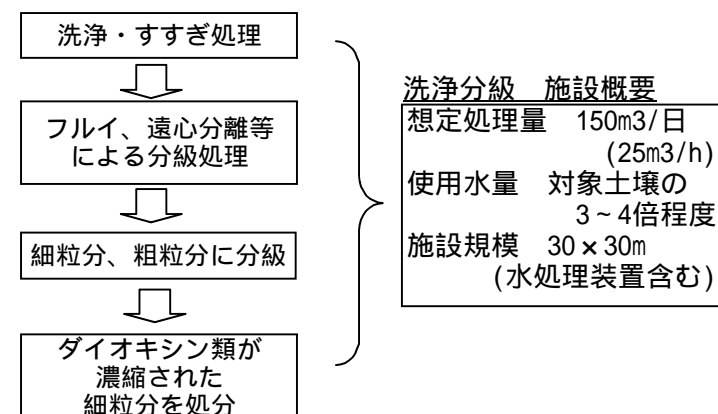 洗浄・すすぎ処理
フルイ、遠心分離等
による分級処理
細粒分、粗粒分に分級
ダイオキシン類が
濃縮された
細粒分を処分
洗浄分級　施設概要
想定処理量　150m3/日
(25m3/h)
使用水量　対象土壌の
3~4倍程度
施設規模　30×30m
(水処理装置含む)